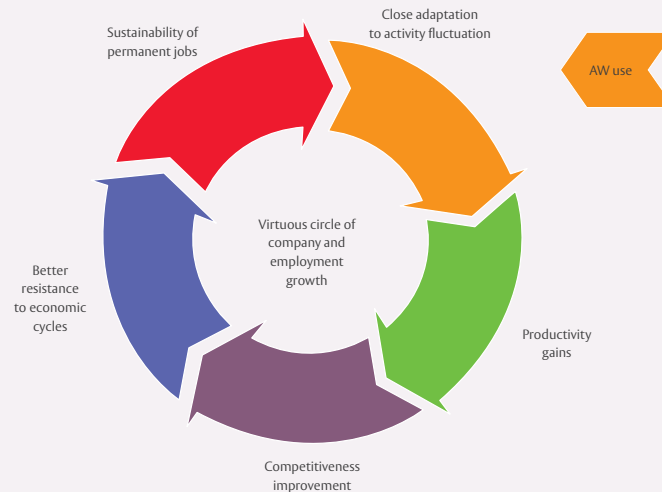 Sustainability of
permanent jobs
Close adaptation
to activity fluctuation
AW use
Virtuous circle of
company and
employment
growth
Better
resistance
to economic
cycles
Productivity
gains
Competitiveness
improvement